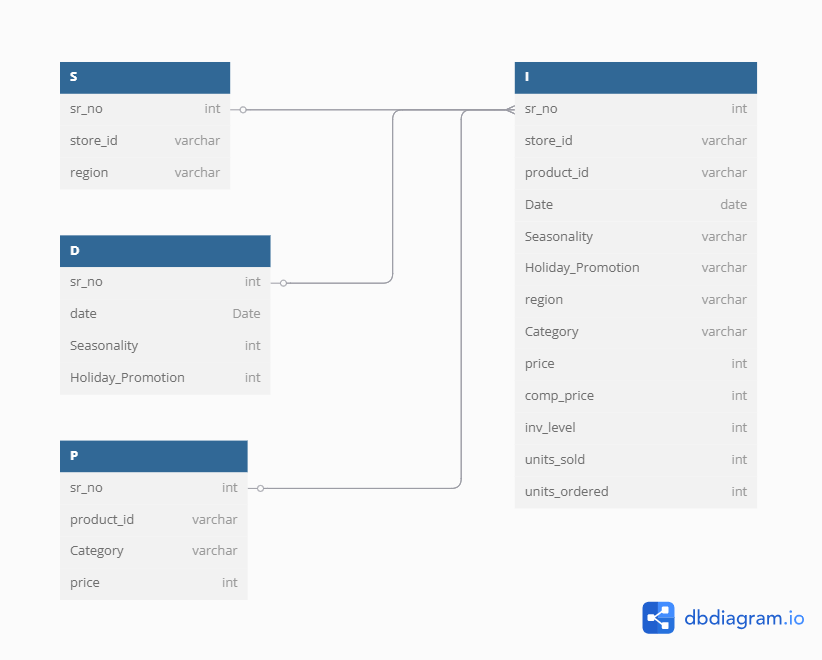 S
sr_no int
store_id varchar
region varchar
D
sr_no int
date Date
Seasonality int
Holiday_Promotion int
P
sr_no int
product_id varchar
Category varchar
price int
I
sr_no int
store_id varchar
product_id varchar
Date date
Seasonality varchar
Holiday_Promotion varchar
region varchar
Category varchar
price int
comp_price int
inv_level int
units_sold int
units_ordered int
dbdiagram.io